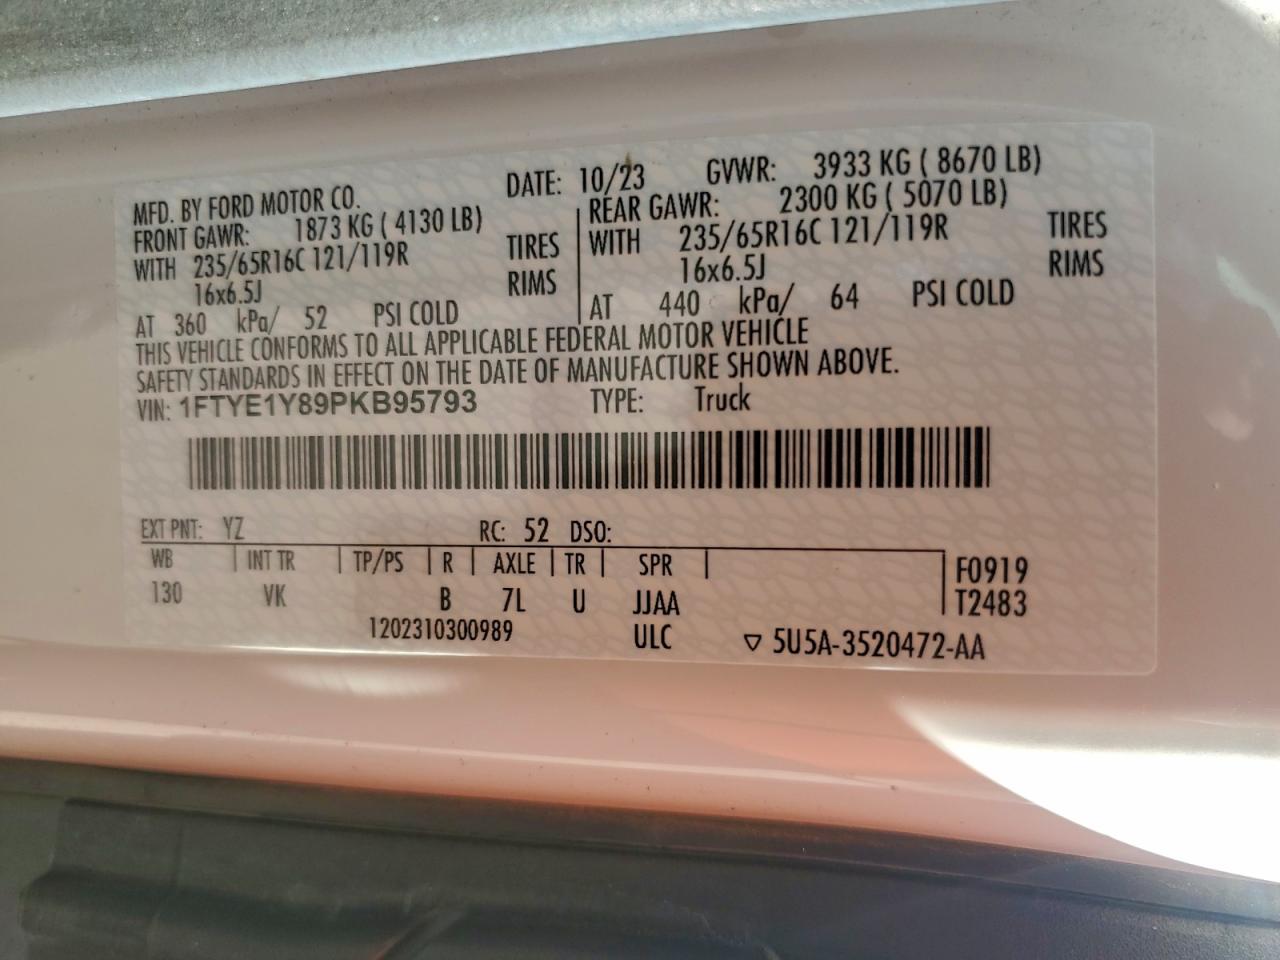 MFD. BY FORD MOTOR CO. DATE: 10/23 GVWR: 3933 KG ( 8670 LB)
FRONT GAWR: 1873 KG ( 4130 LB) REAR GAWR: 2300 KG ( 5070 LB)
WITH 235/65R16C 121/119R TIRES WITH 235/65R16C 121/119R TIRES
16x6.5J RIMS 16x6.5J RIMS
AT 360 kPa/ 52 PSI COLD AT 440 kPa/ 64 PSI COLD
THIS VEHICLE CONFORMS TO ALL APPLICABLE FEDERAL MOTOR VEHICLE
SAFETY STANDARDS IN EFFECT ON THE DATE OF MANUFACTURE SHOWN ABOVE.
VIN: 1FTYE1Y89PKB95793 TYPE: Truck
EXT PNT: YZ RC: 52 DSO:
WB INT TR TP/PS R AXLE TR SPR F0919
130 VK B 7L U JJAA T2483
1202310300989 ULC ▽ 5U5A-3520472-AA